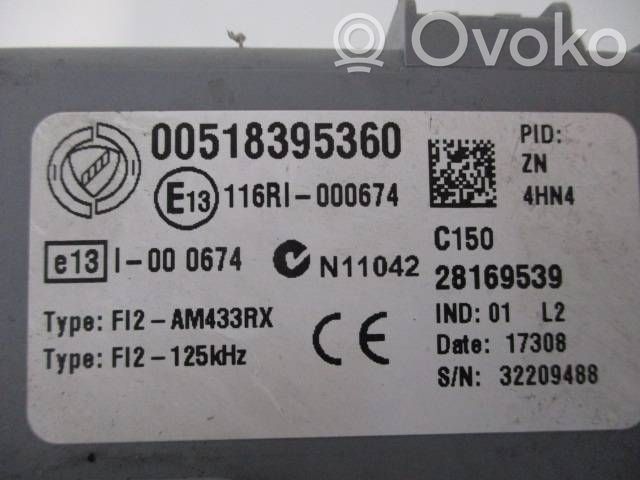 Ovoko
00518395360
E13 116RI-000674
e13 I-00 0674
N11042
Type: FI2-AM433RX
Type: FI2-125kHz
CE
PID:
ZN
4HN4
C150
28169539
IND: 01 L2
Date: 17308
S/N: 32209488